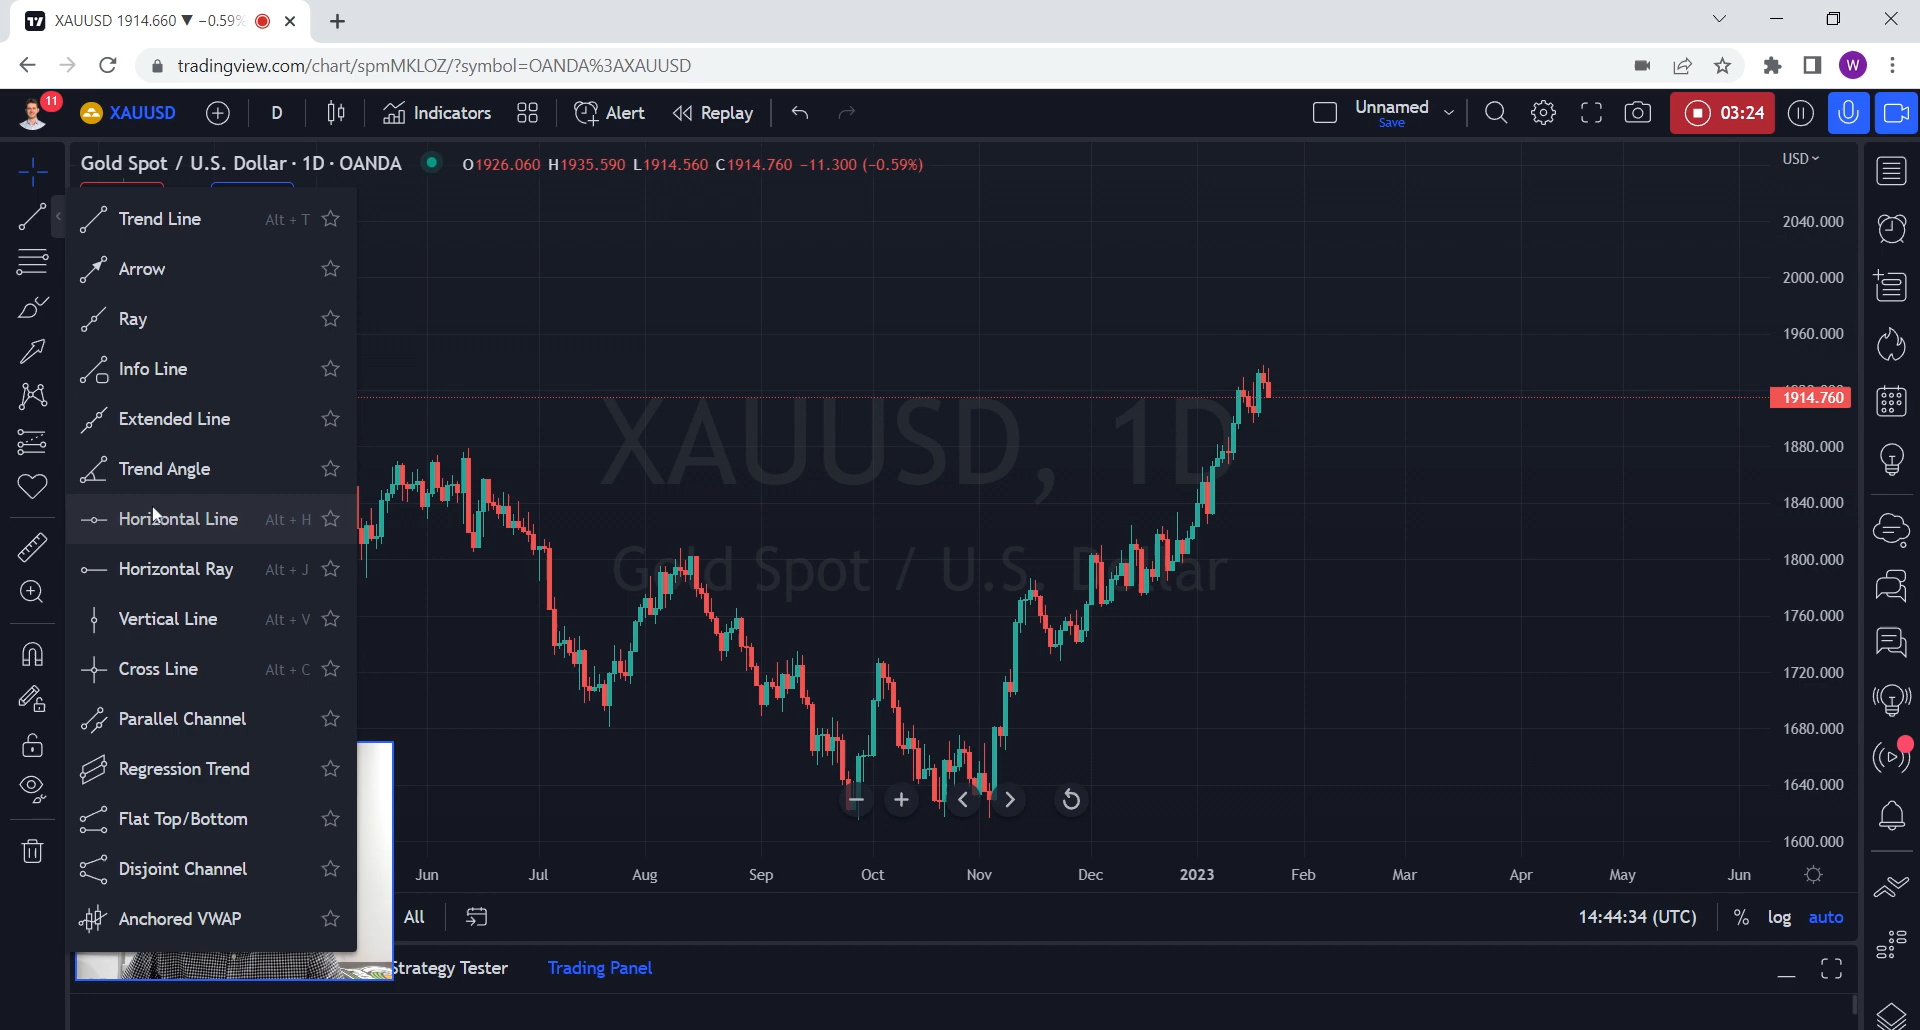 XAUUSD 1914.660 ▼ −0.59%
tradingview.com/chart/spmMKLOZ/?symbol=OANDA%3AXAUUSD
W
11
XAUUSD
D
Indicators
Alert
Replay
Unnamed
Save
03:24
Gold Spot / U.S. Dollar · 1D · OANDA
O1926.060 H1935.590 L1914.560 C1914.760 −11.300 (−0.59%)
USD
Trend Line Alt + T
Arrow
Ray
Info Line
Extended Line
Trend Angle
Horizontal Line Alt + H
Horizontal Ray Alt + J
Vertical Line Alt + V
Cross Line Alt + C
Parallel Channel
Regression Trend
Flat Top/Bottom
Disjoint Channel
Anchored VWAP
XAUUSD, 1D
Gold Spot / U.S. Dollar
2040.000
2000.000
1960.000
1914.760
1880.000
1840.000
1800.000
1760.000
1720.000
1680.000
1640.000
1600.000
Jun Jul Aug Sep Oct Nov Dec 2023 Feb Mar Apr May Jun
All
14:44:34 (UTC) % log auto
Strategy Tester Trading Panel